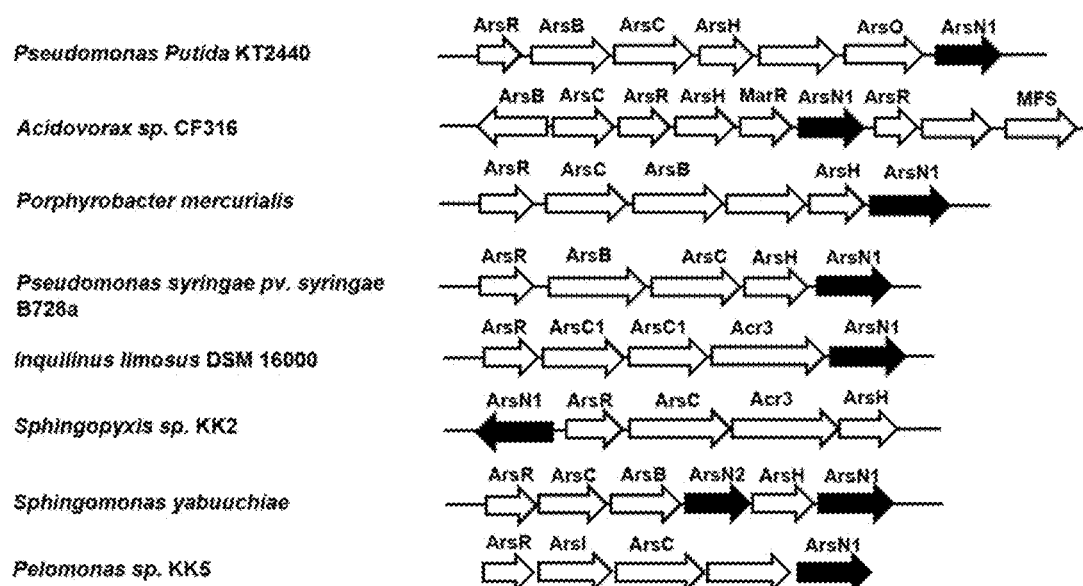 ArsR ArsB ArsC ArsH ArsO ArsN1
Pseudomonas Putida KT2440
ArsB ArsC ArsR ArsH MarR ArsN1 ArsR MFS
Acidovorax sp. CF316
ArsR ArsC ArsB ArsH ArsN1
Porphyrobacter mercurialis
ArsR ArsB ArsC ArsH ArsN1
Pseudomonas syringae pv. syringae
B728a
ArsR ArsC1 ArsC1 Acr3 ArsN1
Inquilinus limosus DSM 16000
ArsN1 ArsR ArsC Acr3 ArsH
Sphingopyxis sp. KK2
ArsR ArsC ArsB ArsN2 ArsH ArsN1
Sphingomonas yabuuchiae
ArsR ArsI ArsC ArsN1
Pelomonas sp. KK5